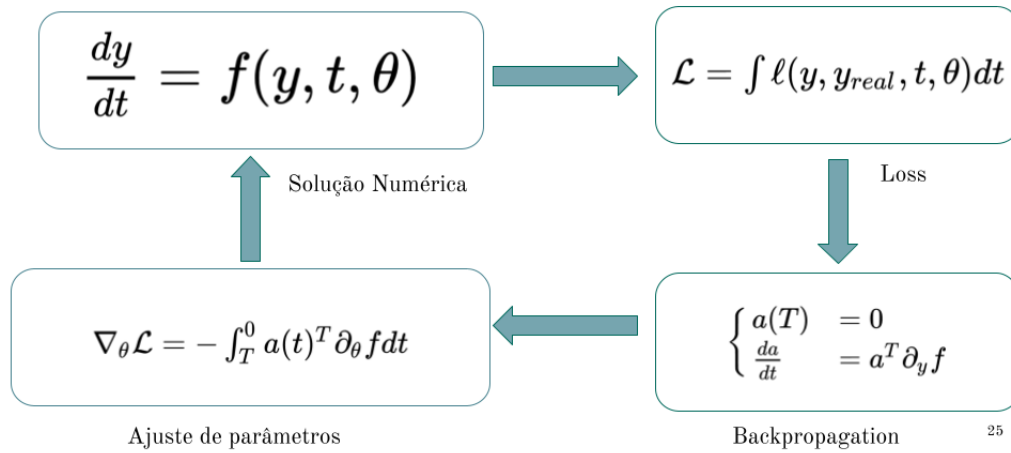 dy/dt = f(y, t, θ)
ℒ = ∫ ℓ(y, y_real, t, θ)dt
Solução Numérica
Loss
∇_θ ℒ = − ∫_T^0 a(t)^T ∂_θ f dt
{ a(T) = 0
da/dt = a^T ∂_y f
Ajuste de parâmetros
Backpropagation
25